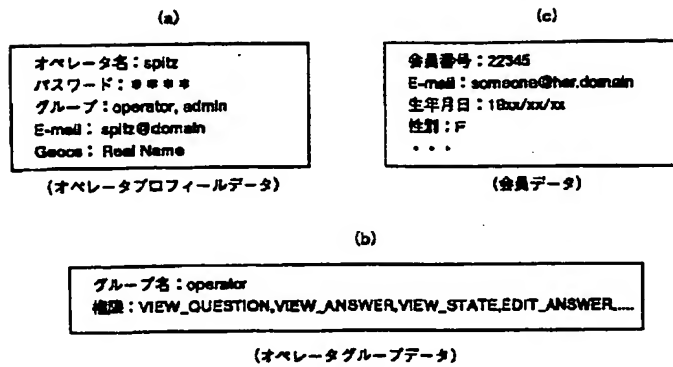 (a)
オペレータ名：spitz
パスワード：＊＊＊＊
グループ：operator, admin
E-mail：spitz@domain
Gecos：Real Name
(オペレータプロフィールデータ)
(c)
会員番号：22345
E-mail：someone@her.domain
生年月日：19xx/xx/xx
性別：F
・・・
(会員データ)
(b)
グループ名：operator
権限：VIEW_QUESTION,VIEW_ANSWER,VIEW_STATE,EDIT_ANSWER,....
(オペレータグループデータ)